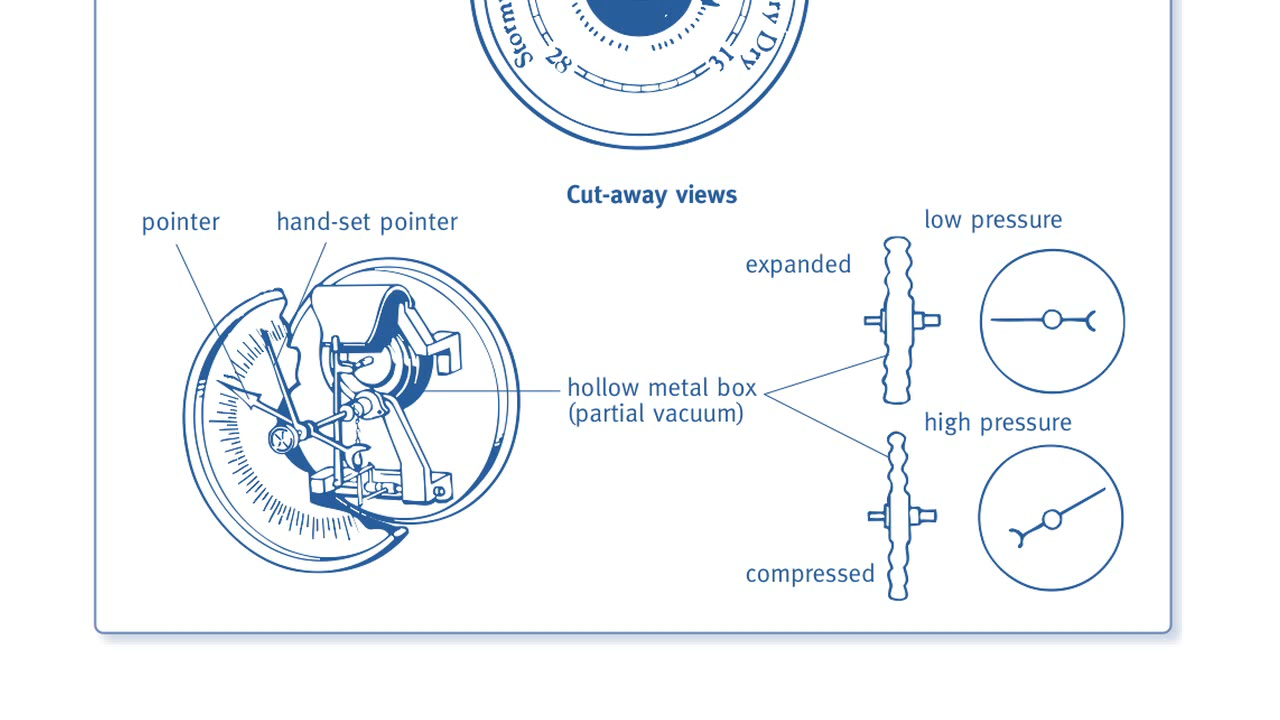 Stormy
28
31
Very Dry
Cut-away views
pointer
hand-set pointer
low pressure
expanded
hollow metal box
(partial vacuum)
high pressure
compressed